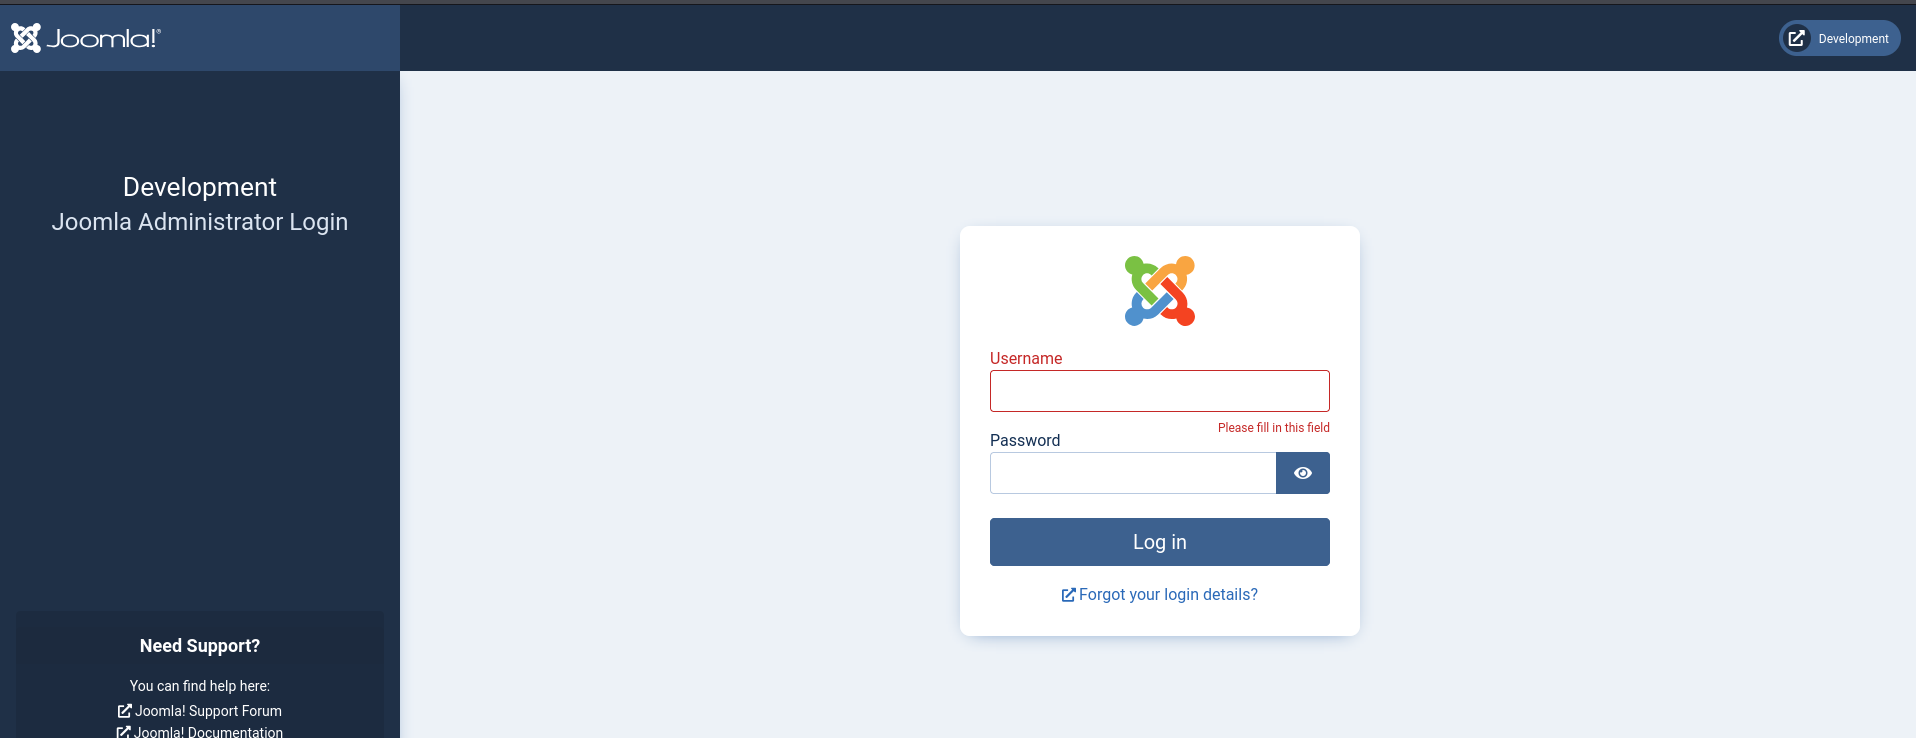 Joomla!®
Development
Development
Joomla Administrator Login
Username
Please fill in this field
Password
Log in
Forgot your login details?
Need Support?
You can find help here:
Joomla! Support Forum
Joomla! Documentation